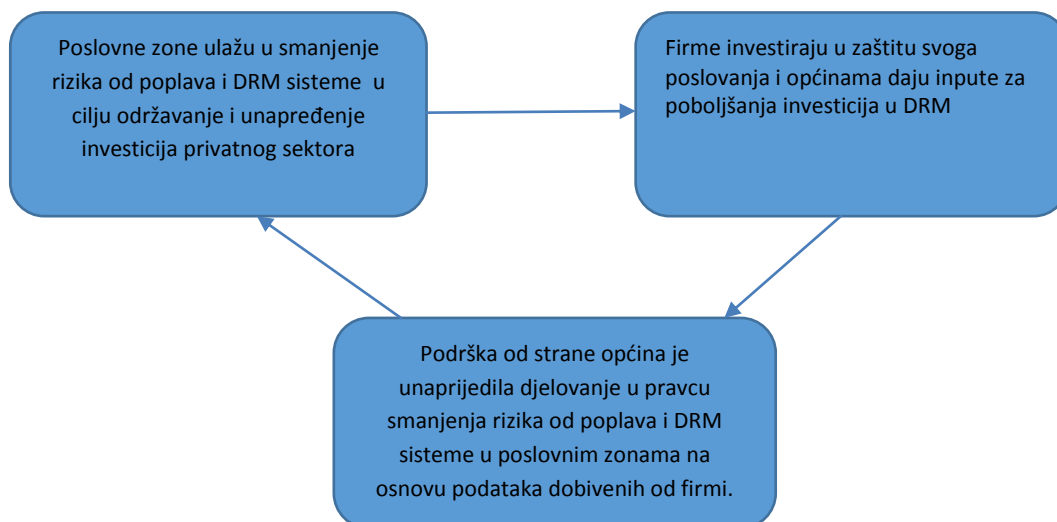 Poslovne zone ulažu u smanjenje
rizika od poplava i DRM sisteme u
cilju održavanje i unapređenje
investicija privatnog sektora
Firme investiraju u zaštitu svoga
poslovanja i općinama daju inpute za
poboljšanja investicija u DRM
Podrška od strane općina je
unaprijedila djelovanje u pravcu
smanjenja rizika od poplava i DRM
sisteme u poslovnim zonama na
osnovu podataka dobivenih od firmi.